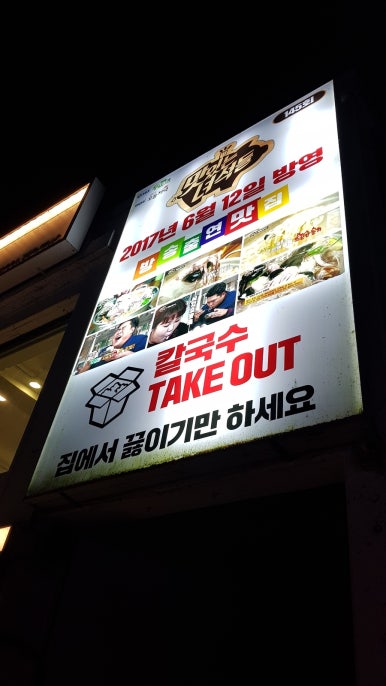 145회
맛있는
녀석들
2017년 6월 12일 방영
방송출연맛집
칼국수
TAKE OUT
집에서 끓이기만 하세요